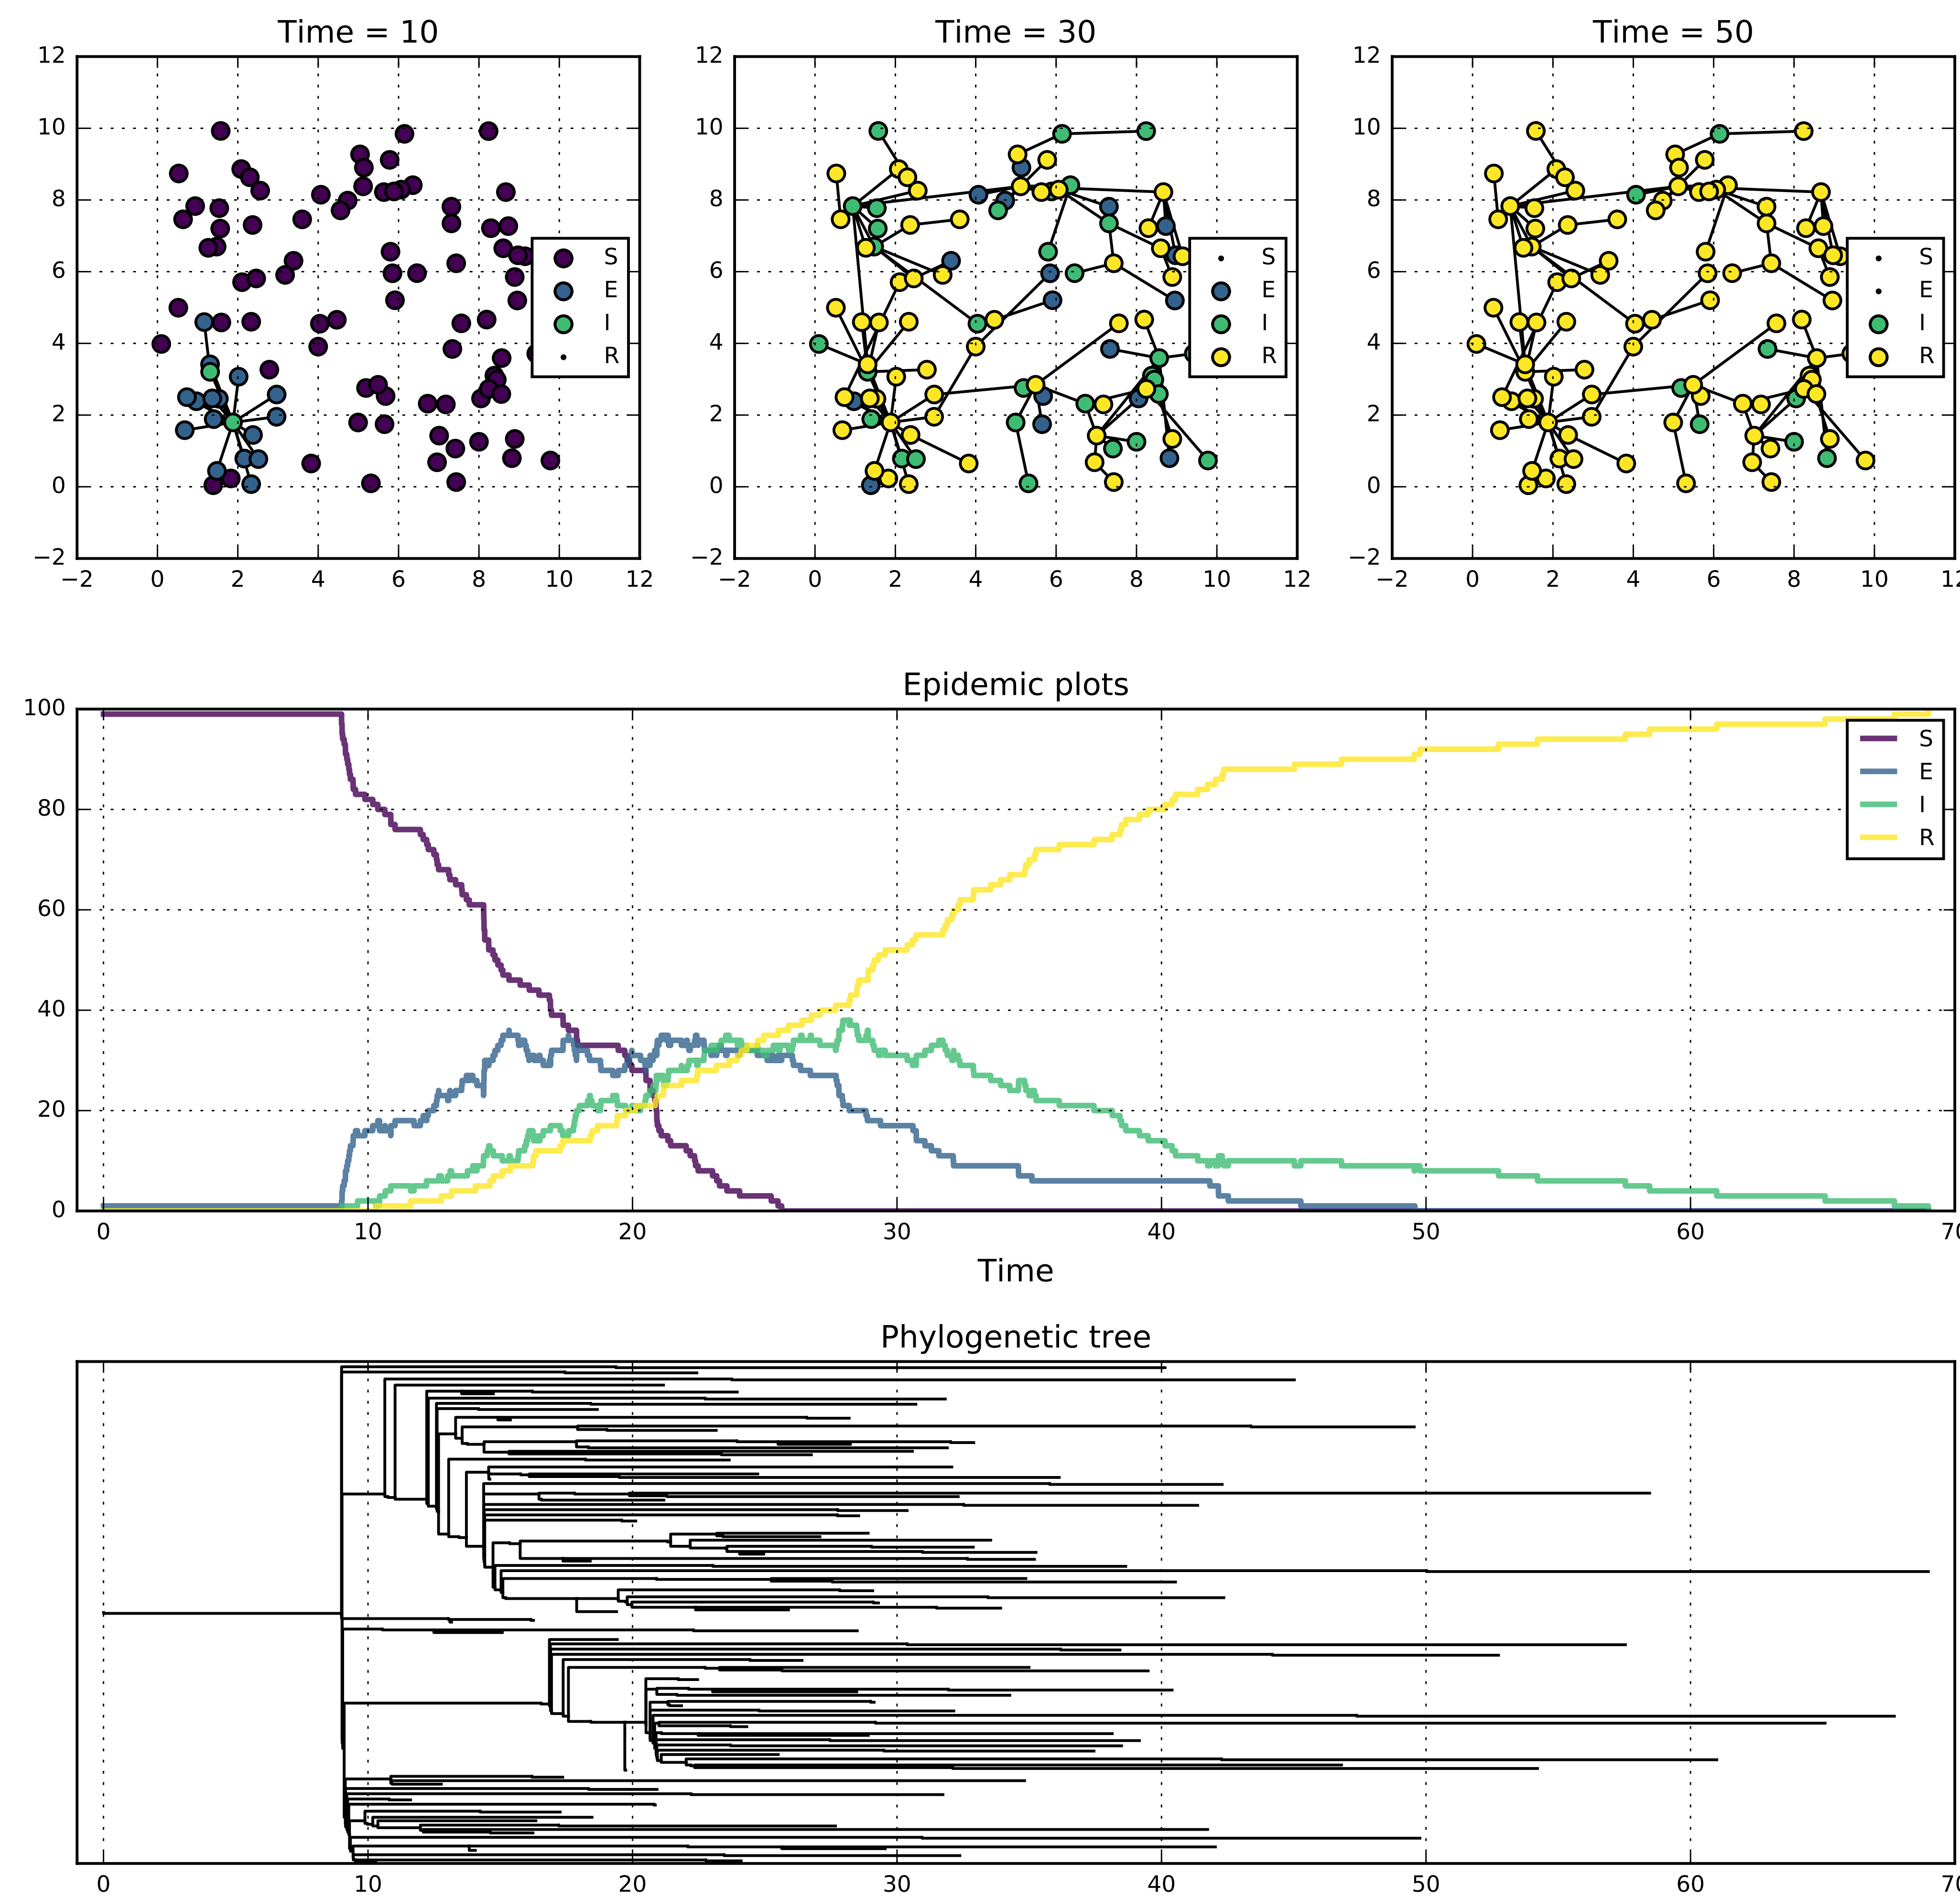 Time = 10 Time = 30 Time = 50
12 12 12
10 10 10
8 8 8
6 S 6 S 6 S
E E E
4 I 4 I 4 I
R R R
2 2 2
0 0 0
−2 −2 −2
−2 0 2 4 6 8 10 12 −2 0 2 4 6 8 10 12 −2 0 2 4 6 8 10
Epidemic plots
100
S
E
80 I
R
60
40
20
0
0 10 20 30 40 50 60
Time
Phylogenetic tree
0 10 20 30 40 50 60